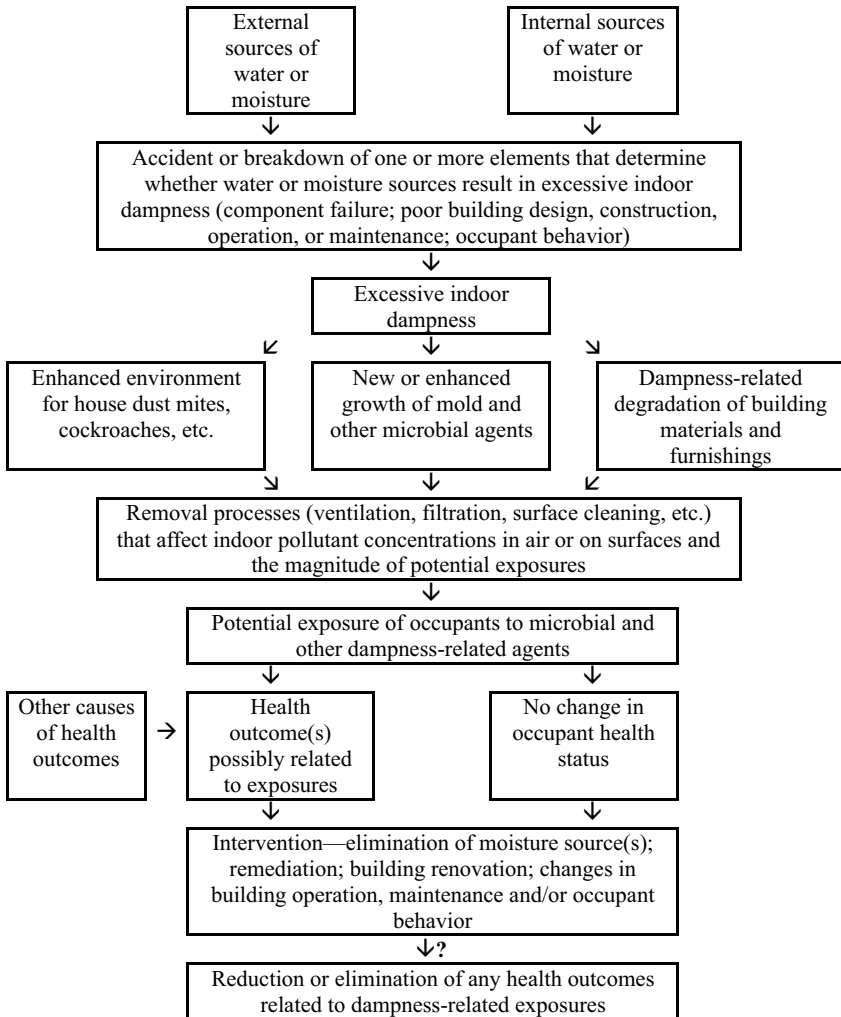 External
sources of
water or
moisture
Internal sources
of water or
moisture
Accident or breakdown of one or more elements that determine
whether water or moisture sources result in excessive indoor
dampness (component failure; poor building design, construction,
operation, or maintenance; occupant behavior)
Excessive indoor
dampness
Enhanced environment
for house dust mites,
cockroaches, etc.
New or enhanced
growth of mold and
other microbial agents
Dampness-related
degradation of building
materials and
furnishings
Removal processes (ventilation, filtration, surface cleaning, etc.)
that affect indoor pollutant concentrations in air or on surfaces and
the magnitude of potential exposures
Potential exposure of occupants to microbial and
other dampness-related agents
Other causes
of health
outcomes
Health
outcome(s)
possibly related
to exposures
No change in
occupant health
status
Intervention—elimination of moisture source(s);
remediation; building renovation; changes in
building operation, maintenance and/or occupant
behavior
?
Reduction or elimination of any health outcomes
related to dampness-related exposures